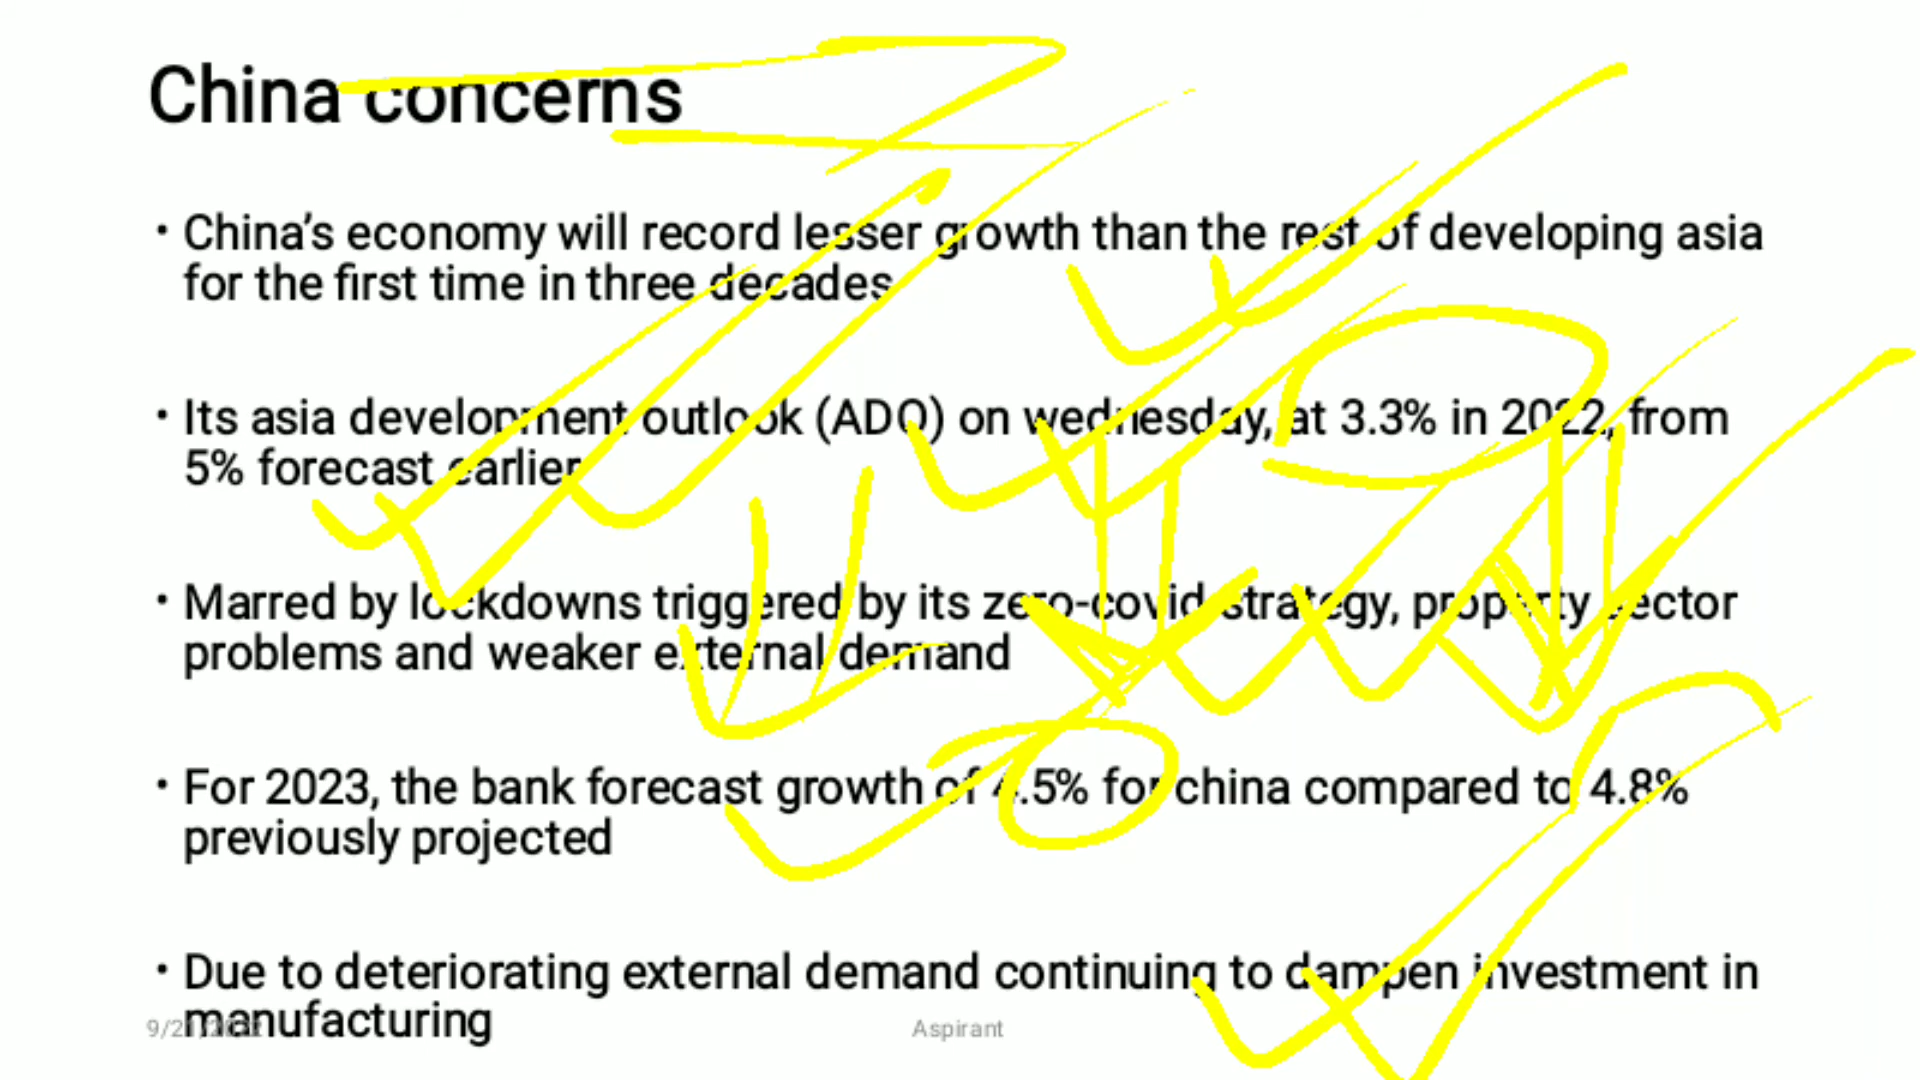 China concerns
• China's economy will record lesser growth than the rest of developing asia
for the first time in three decades
• Its asia development outlook (ADO) on wednesday, at 3.3% in 2022, from
5% forecast earlier
• Marred by lockdowns triggered by its zero-covid strategy, property sector
problems and weaker external demand
• For 2023, the bank forecast growth of 4.5% for china compared to 4.8%
previously projected
• Due to deteriorating external demand continuing to dampen investment in
manufacturing
9/21/2022
Aspirant